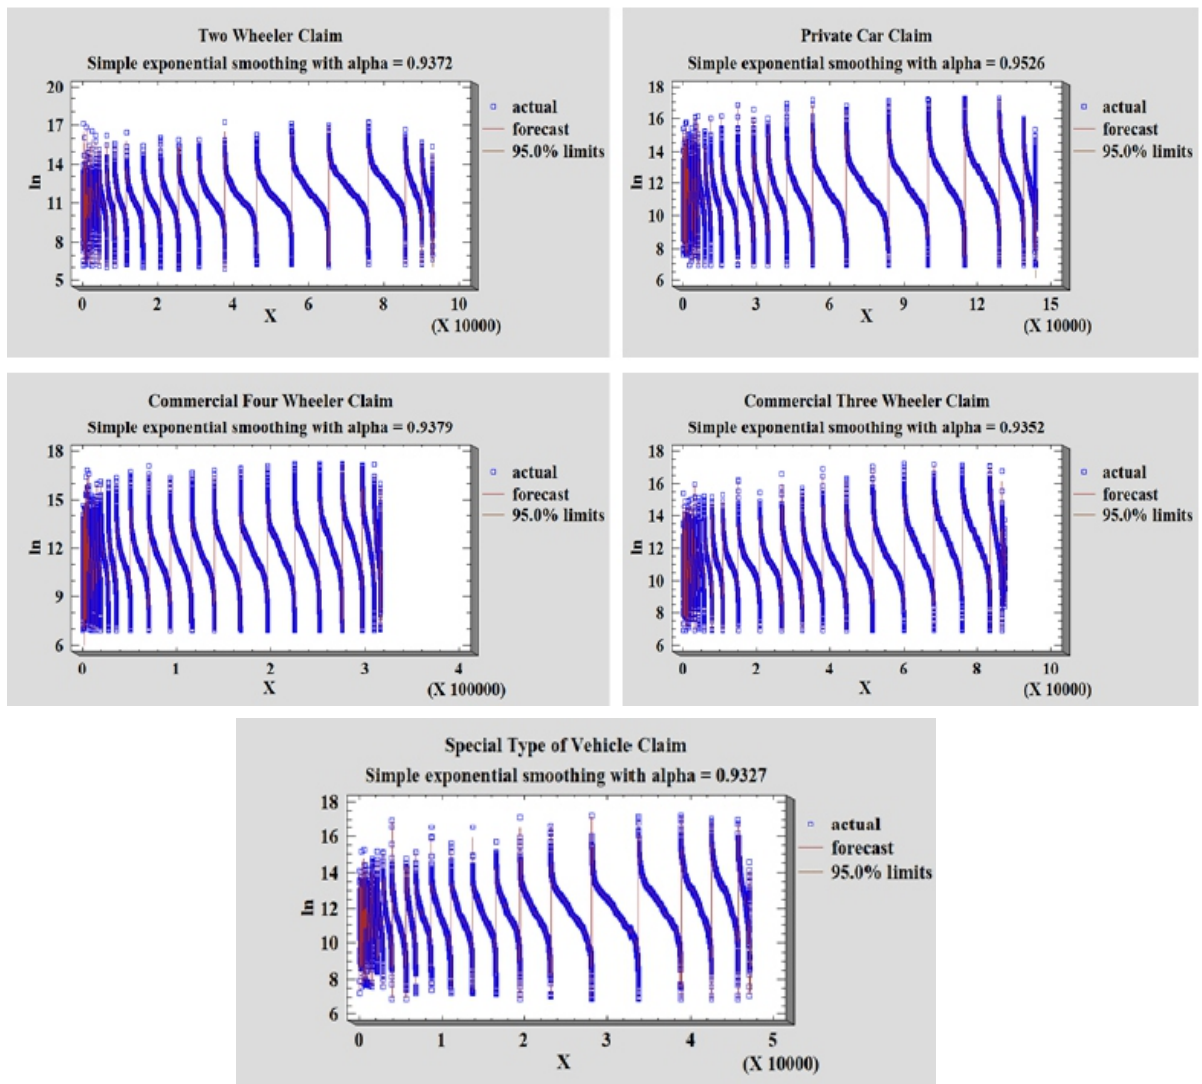 Two Wheeler Claim
Simple exponential smoothing with alpha = 0.9372
20
17
14
11
8
5
ln
0 2 4 6 8 10
X
(X 10000)
actual
forecast
95.0% limits
Private Car Claim
Simple exponential smoothing with alpha = 0.9526
18
16
14
12
10
8
6
ln
0 3 6 9 12 15
X
(X 10000)
actual
forecast
95.0% limits
Commercial Four Wheeler Claim
Simple exponential smoothing with alpha = 0.9379
18
15
12
9
6
ln
0 1 2 3 4
X
(X 100000)
actual
forecast
95.0% limits
Commercial Three Wheeler Claim
Simple exponential smoothing with alpha = 0.9352
18
16
14
12
10
8
6
ln
0 2 4 6 8 10
X
(X 10000)
actual
forecast
95.0% limits
Special Type of Vehicle Claim
Simple exponential smoothing with alpha = 0.9327
18
16
14
12
10
8
6
ln
0 1 2 3 4 5
X
(X 10000)
actual
forecast
95.0% limits